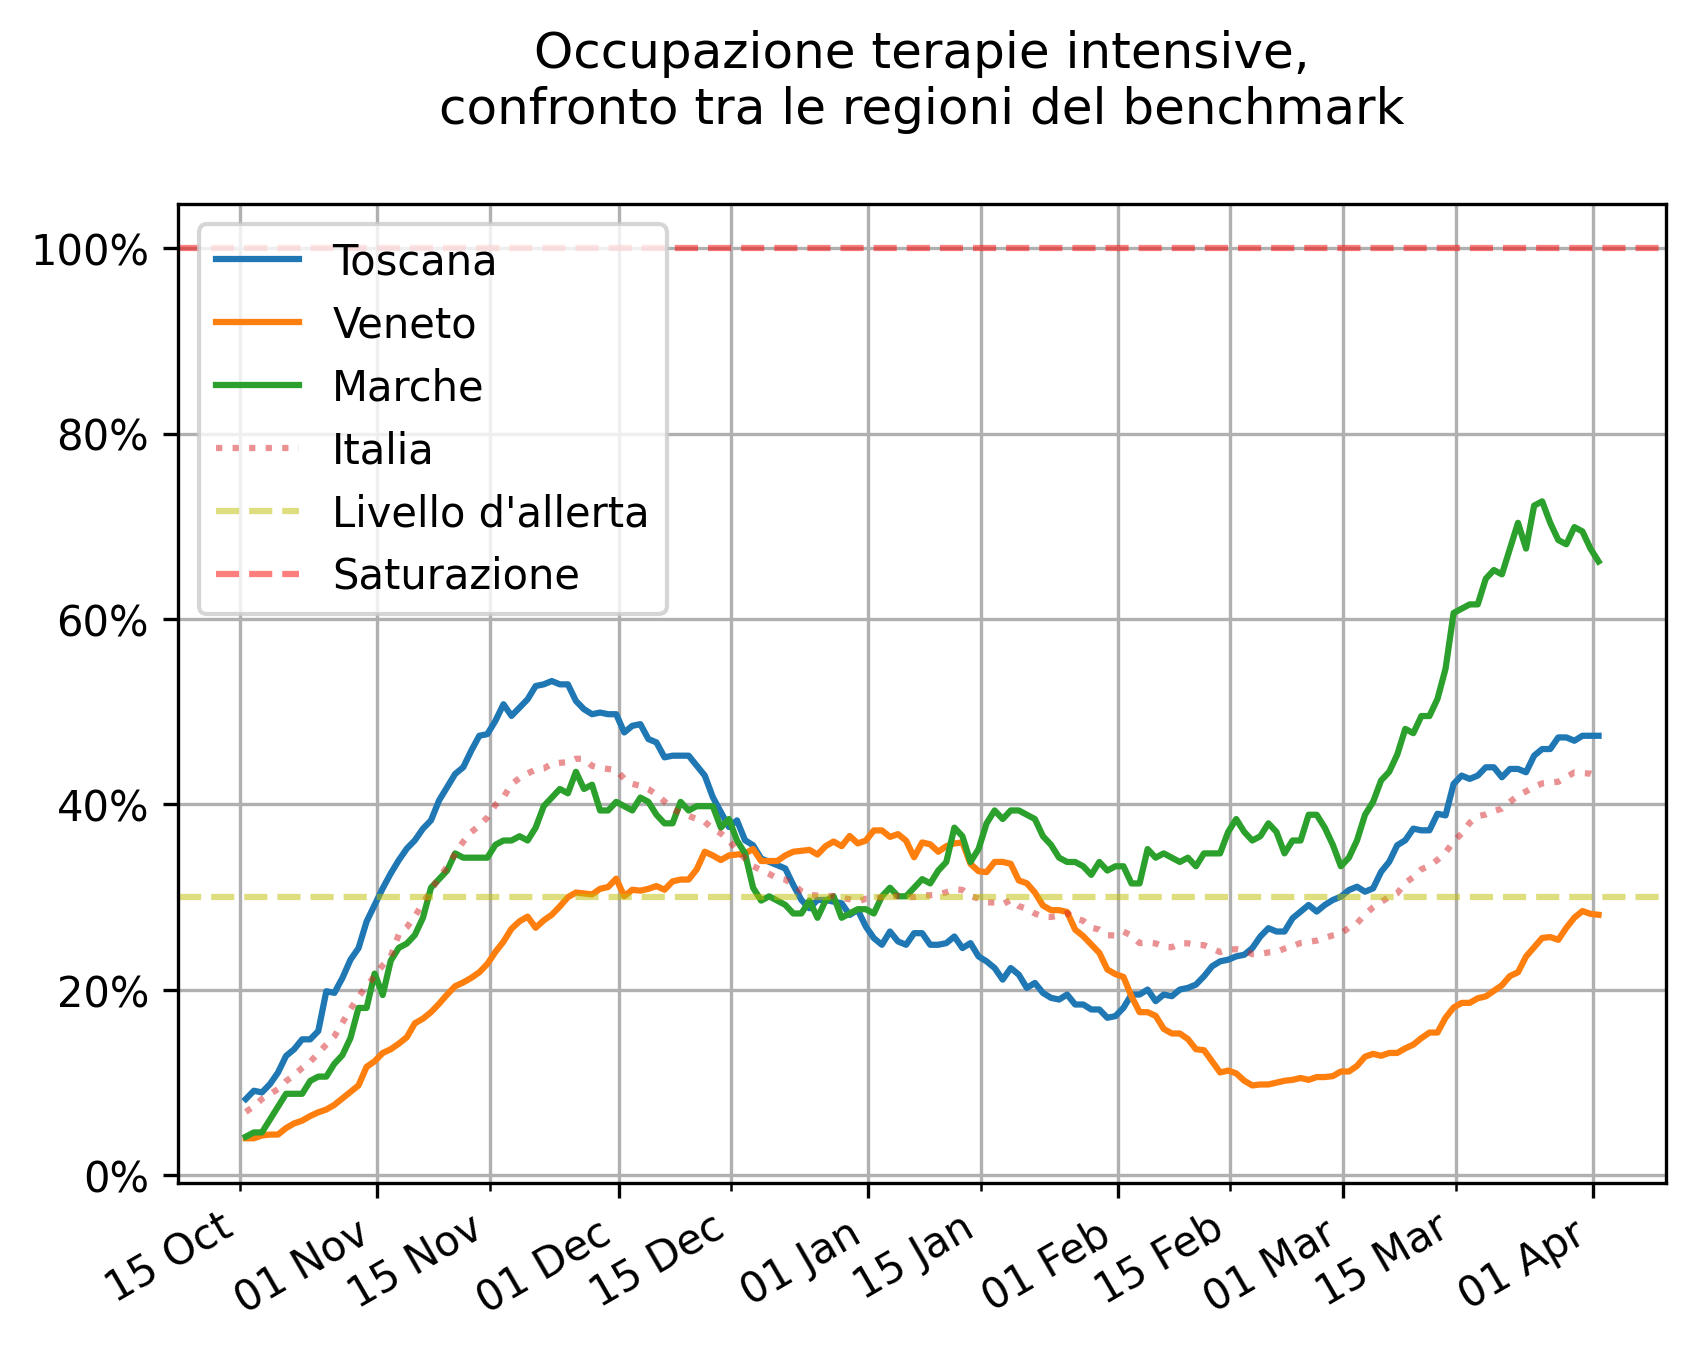 Occupazione terapie intensive,
confronto tra le regioni del benchmark
100%
80%
60%
40%
20%
0%
Toscana
Veneto
Marche
Italia
Livello d'allerta
Saturazione
15 Oct
01 Nov
15 Nov
01 Dec
15 Dec
01 Jan
15 Jan
01 Feb
15 Feb
01 Mar
15 Mar
01 Apr